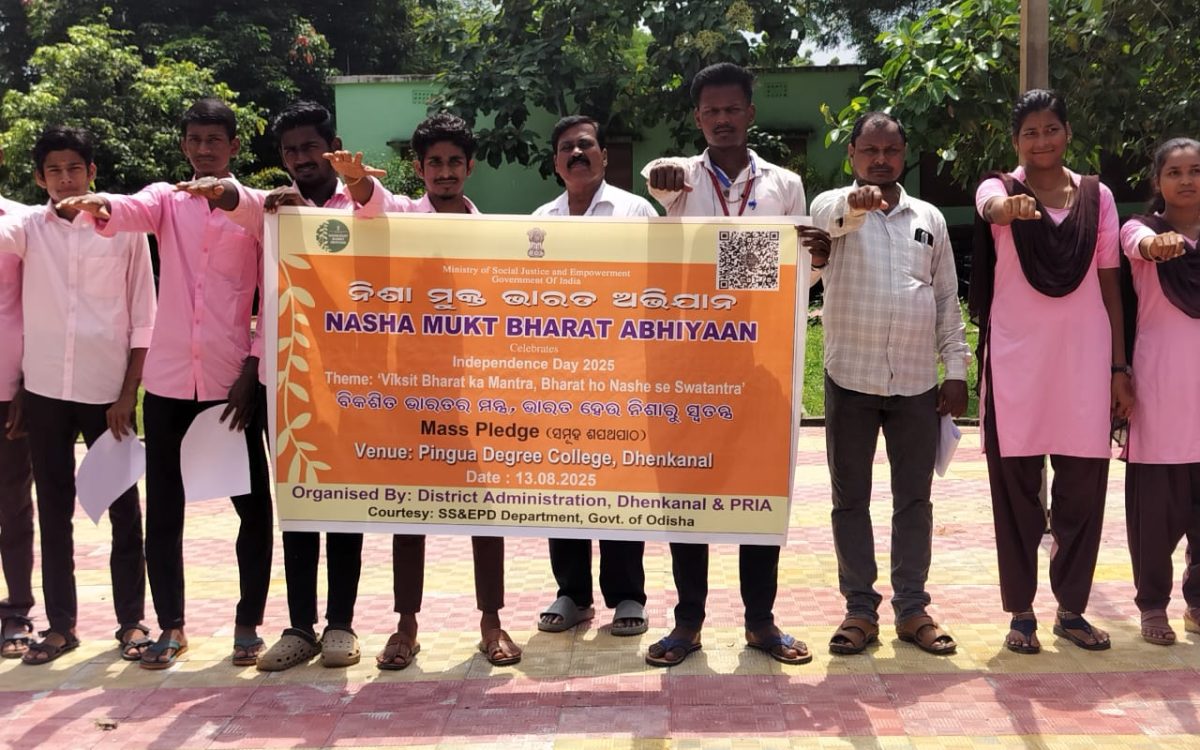 Ministry of Social Justice and Empowerment
Government Of India
ନିଶା ମୁକ୍ତ ଭାରତ ଅଭିଯାନ
NASHA MUKT BHARAT ABHIYAAN
Celebrates
Independence Day 2025
Theme: 'Viksit Bharat ka Mantra, Bharat ho Nashe se Swatantra'
ବିକଶିତ ଭାରତର ମନ୍ତ୍ର, ଭାରତ ହେଉ ନିଶାରୁ ସ୍ୱତନ୍ତ୍ର
Mass Pledge (ସମୂହ ଶପଥପାଠ)
Venue: Pingua Degree College, Dhenkanal
Date : 13.08.2025
Organised By: District Administration, Dhenkanal & PRIA
Courtesy: SS&EPD Department, Govt. of Odisha